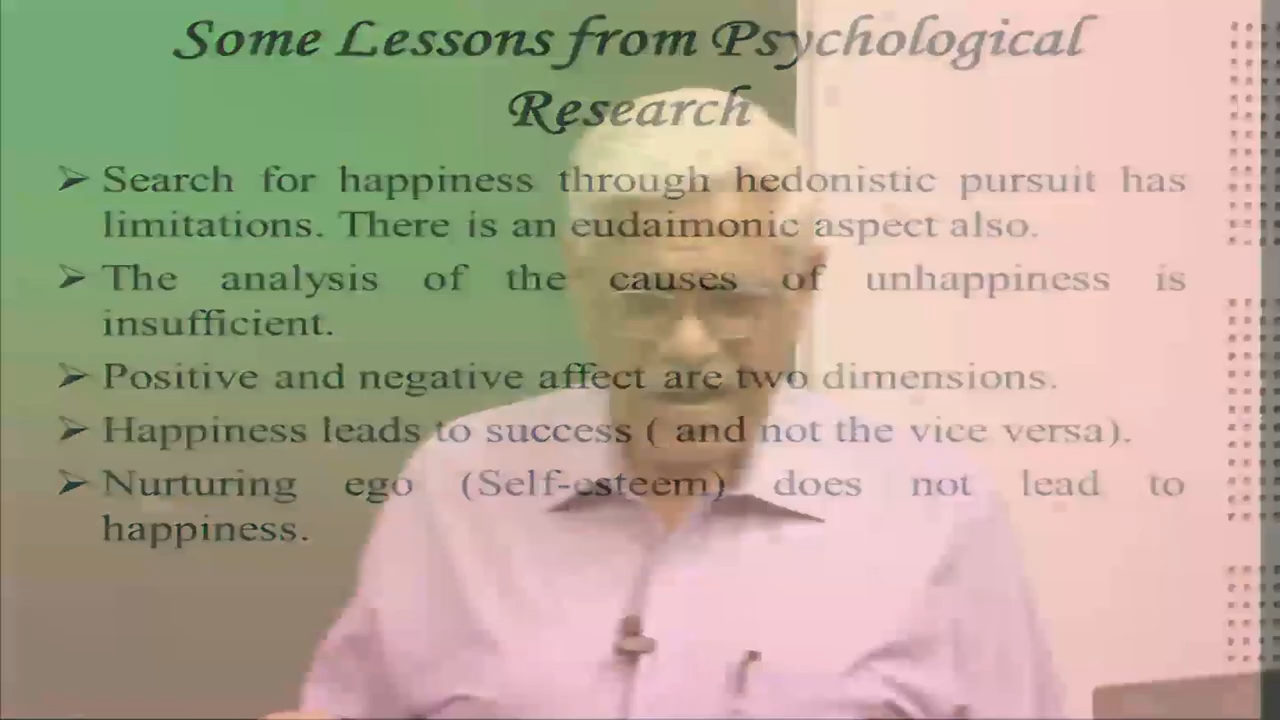 Some Lessons from Psychological
Research
➢ Search for happiness through hedonistic pursuit has
limitations. There is an eudaimonic aspect also.
➢ The analysis of the causes of unhappiness is
insufficient.
➢ Positive and negative affect are two dimensions.
➢ Happiness leads to success ( and not the vice versa).
➢ Nurturing ego (Self-esteem) does not lead to
happiness.